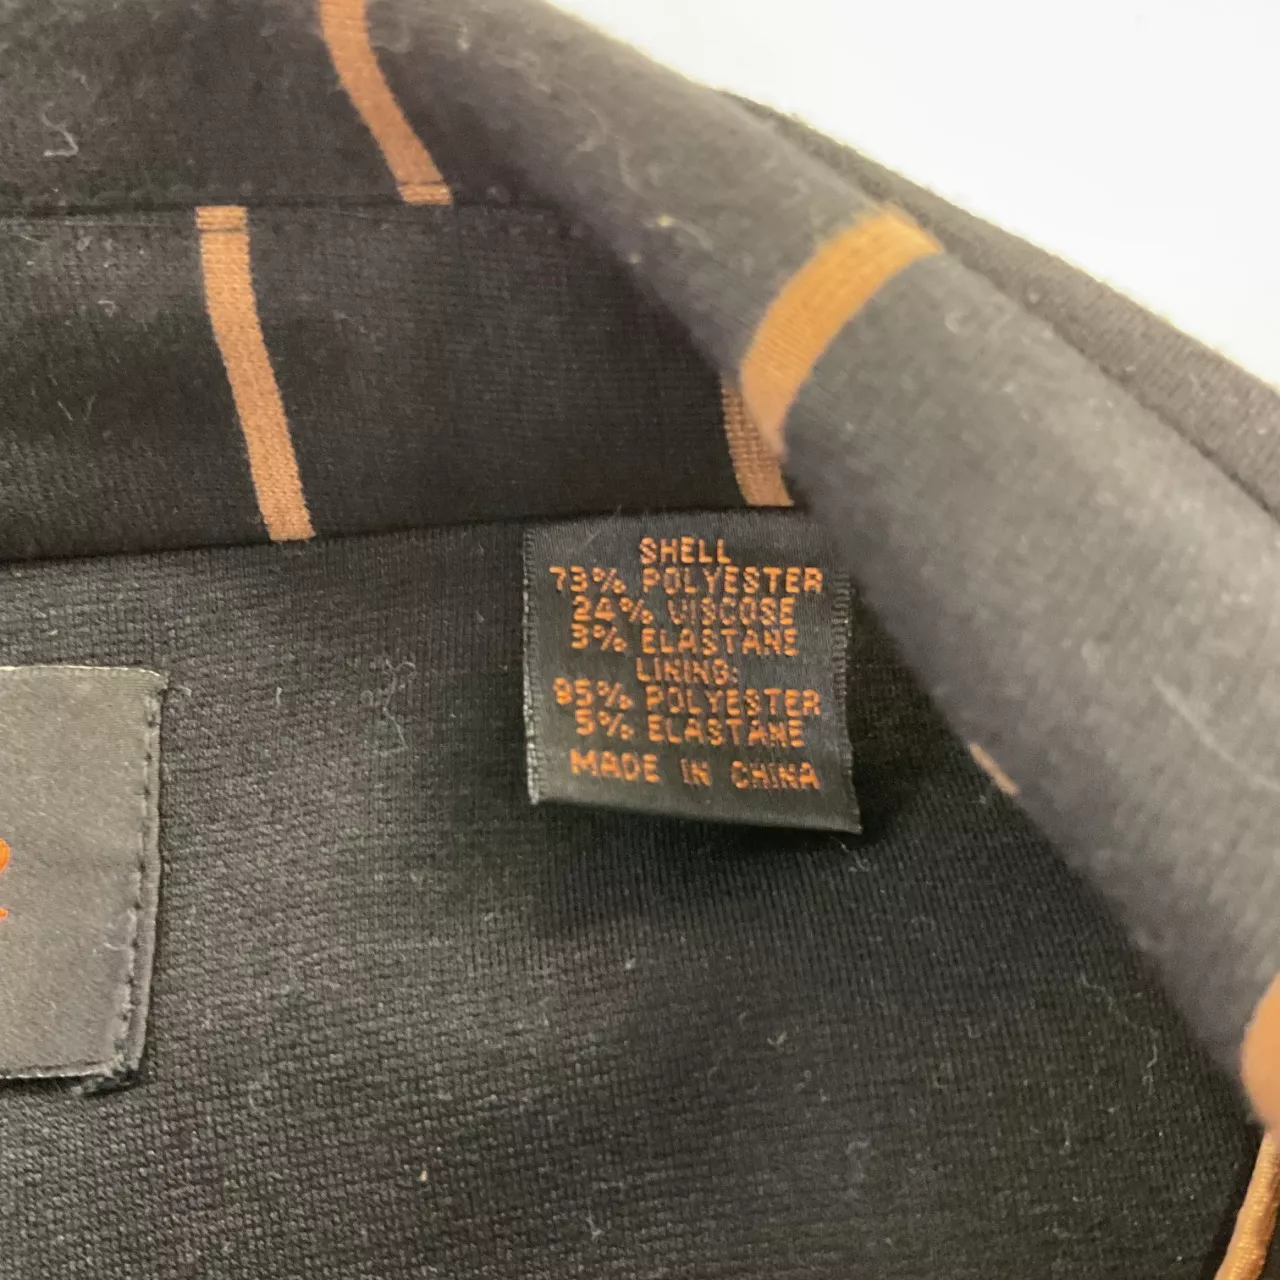 SHELL
73% POLYESTER
24% VISCOSE
3% ELASTANE
LINING:
95% POLYESTER
5% ELASTANE
MADE IN CHINA